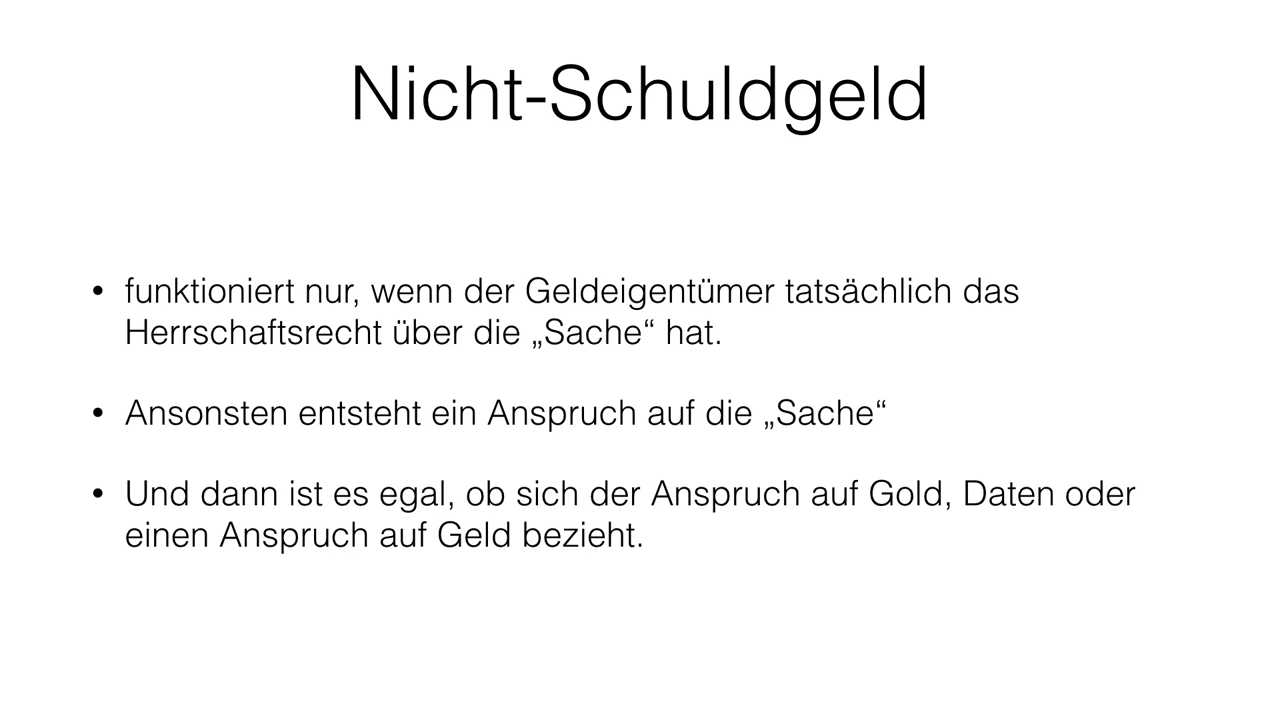 Nicht-Schuldgeld
• funktioniert nur, wenn der Geldeigentümer tatsächlich das
Herrschaftsrecht über die „Sache“ hat.
• Ansonsten entsteht ein Anspruch auf die „Sache“
• Und dann ist es egal, ob sich der Anspruch auf Gold, Daten oder
einen Anspruch auf Geld bezieht.